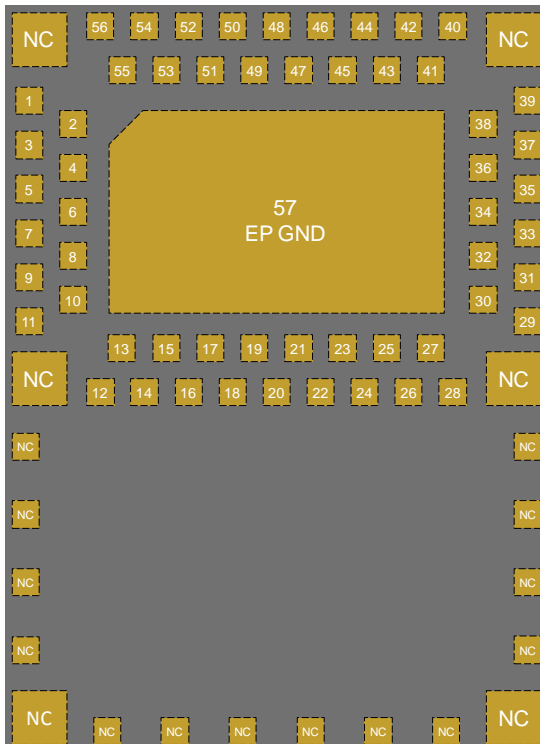 NC 56 54 52 50 48 46 44 42 40 NC
55 53 51 49 47 45 43 41
1 39
2 38
3 37
4 36
5 35
6 57 34
7 EP GND 33
8 32
9 31
10 30
11 29
13 15 17 19 21 23 25 27
NC NC
12 14 16 18 20 22 24 26 28
NC NC
NC NC
NC NC
NC NC
NC NC
NC NC NC NC NC NC